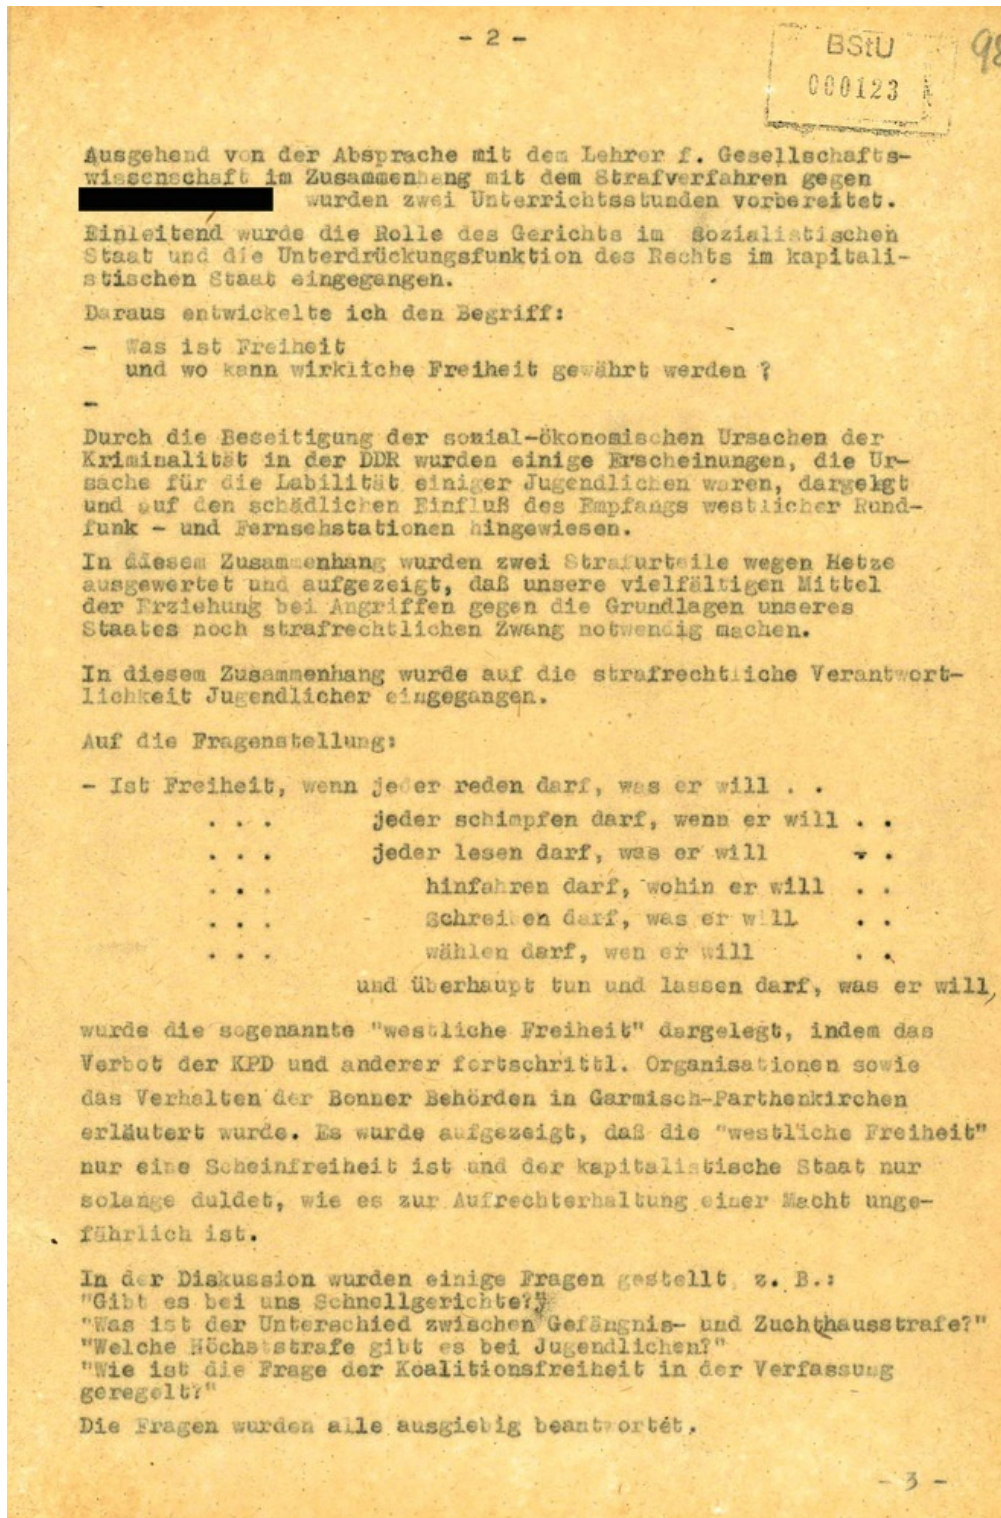 - 2 -
BStU
000123
98
Ausgehend von der Absprache mit dem Lehrer f. Gesellschafts-
wissenschaft im Zusammenhang mit dem Strafverfahren gegen
wurden zwei Unterrichtsstunden vorbereitet.
Einleitend wurde die Rolle des Gerichts im sozialistischen
Staat und die Unterdrückungsfunktion des Rechts im kapitali-
stischen Staat eingegangen.
Daraus entwickelte ich den Begriff:
- Was ist Freiheit
und wo kann wirkliche Freiheit gewährt werden ?
-
Durch die Beseitigung der sonial-ökonomischen Ursachen der
Kriminalität in der DDR wurden einige Erscheinungen, die Ur-
sache für die Labilität einiger Jugendlichen waren, dargelgt
und auf den schädlichen Einfluß des Empfangs westlicher Rund-
funk - und Fernsehstationen hingewiesen.
In diesem Zusammenhang wurden zwei Strafurteile wegen Hetze
ausgewertet und aufgezeigt, daß unsere vielfältigen Mittel
der Erziehung bei Angriffen gegen die Grundlagen unseres
Staates noch strafrechtlichen Zwang notwendig machen.
In diesem Zusammenhang wurde auf die strafrechtliche Verantwort-
lichkeit Jugendlicher eingegangen.
Auf die Fragenstellung:
- Ist Freiheit, wenn jeder reden darf, was er will . .
. . . jeder schimpfen darf, wenn er will . .
. . . jeder lesen darf, was er will . .
. . . hinfahren darf, wohin er will . .
. . . schreiben darf, was er will . .
. . . wählen darf, wen er will . .
und überhaupt tun und lassen darf, was er will,
wurde die sogenannte "westliche Freiheit" dargelegt, indem das
Verbot der KPD und anderer fortschrittl. Organisationen sowie
das Verhalten der Bonner Behörden in Garmisch-Parthenkirchen
erläutert wurde. Es wurde aufgezeigt, daß die "westliche Freiheit"
nur eine Scheinfreiheit ist und der kapitalistische Staat nur
solange duldet, wie es zur Aufrechterhaltung einer Macht unge-
fährlich ist.
In der Diskussion wurden einige Fragen gestellt z. B.:
"Gibt es bei uns Schnellgerichte?"
"Was ist der Unterschied zwischen Gefängnis- und Zuchthausstrafe?"
"Welche Höchststrafe gibt es bei Jugendlichen?"
"Wie ist die Frage der Koalitionsfreiheit in der Verfassung
geregelt?"
Die Fragen wurden alle ausgiebig beantwortet.
- 3 -